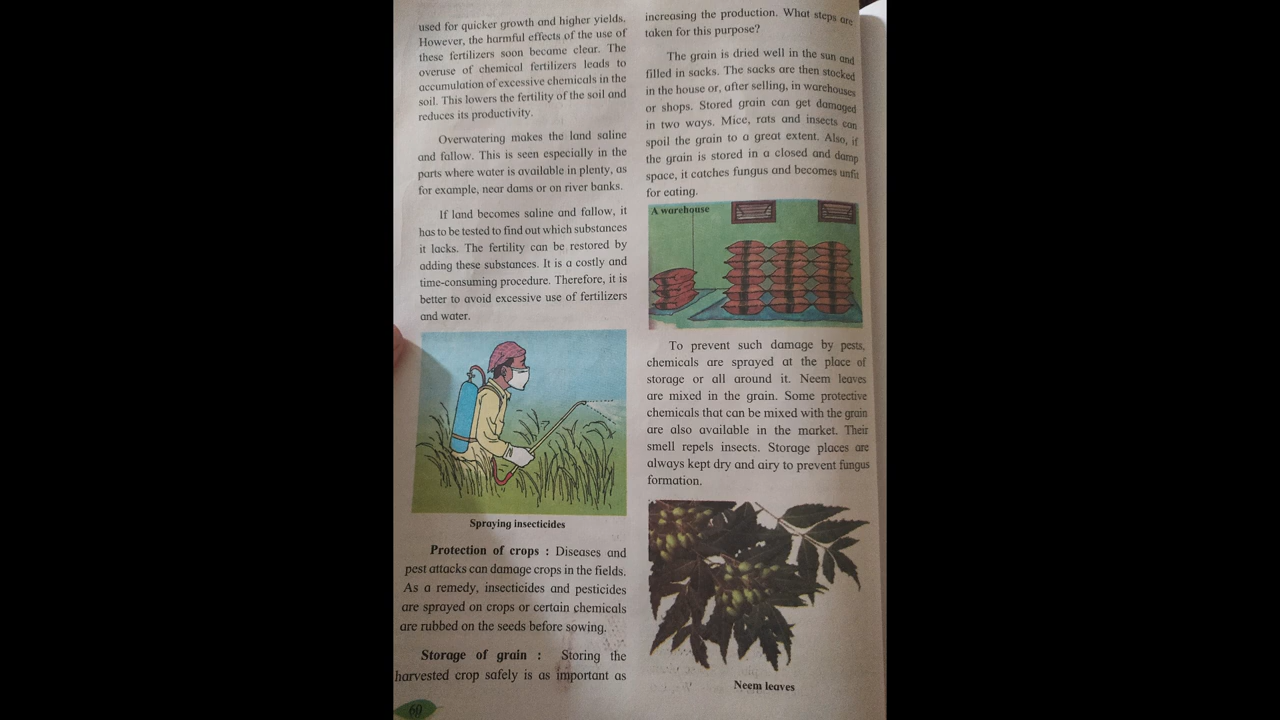 used for quicker growth and higher yields.
However, the harmful effects of the use of
these fertilizers soon became clear. The
overuse of chemical fertilizers leads to
accumulation of excessive chemicals in the
soil. This lowers the fertility of the soil and
reduces its productivity.
Overwatering makes the land saline
and fallow. This is seen especially in the
parts where water is available in plenty, as
for example, near dams or on river banks.
If land becomes saline and fallow, it
has to be tested to find out which substances
it lacks. The fertility can be restored by
adding these substances. It is a costly and
time-consuming procedure. Therefore, it is
better to avoid excessive use of fertilizers
and water.
Spraying insecticides
Protection of crops : Diseases and
pest attacks can damage crops in the fields.
As a remedy, insecticides and pesticides
are sprayed on crops or certain chemicals
are rubbed on the seeds before sowing.
Storage of grain : Storing the
harvested crop safely is as important as
60
increasing the production. What steps are
taken for this purpose?
The grain is dried well in the sun and
filled in sacks. The sacks are then stocked
in the house or, after selling, in warehouses
or shops. Stored grain can get damaged
in two ways. Mice, rats and insects can
spoil the grain to a great extent. Also, if
the grain is stored in a closed and damp
space, it catches fungus and becomes unfit
for eating.
A warehouse
To prevent such damage by pests,
chemicals are sprayed at the place of
storage or all around it. Neem leaves
are mixed in the grain. Some protective
chemicals that can be mixed with the grain
are also available in the market. Their
smell repels insects. Storage places are
always kept dry and airy to prevent fungus
formation.
Neem leaves